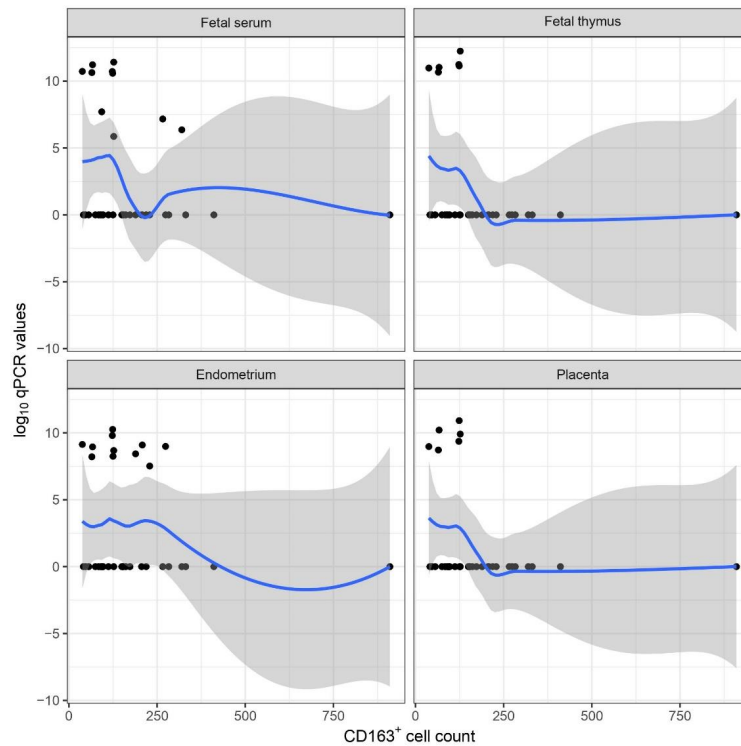 Fetal serum Fetal thymus
10
5
0
−5
−10
Endometrium Placenta
10
5
0
−5
−10
0 250 500 750 0 250 500 750
CD163⁺ cell count
log₁₀ qPCR values